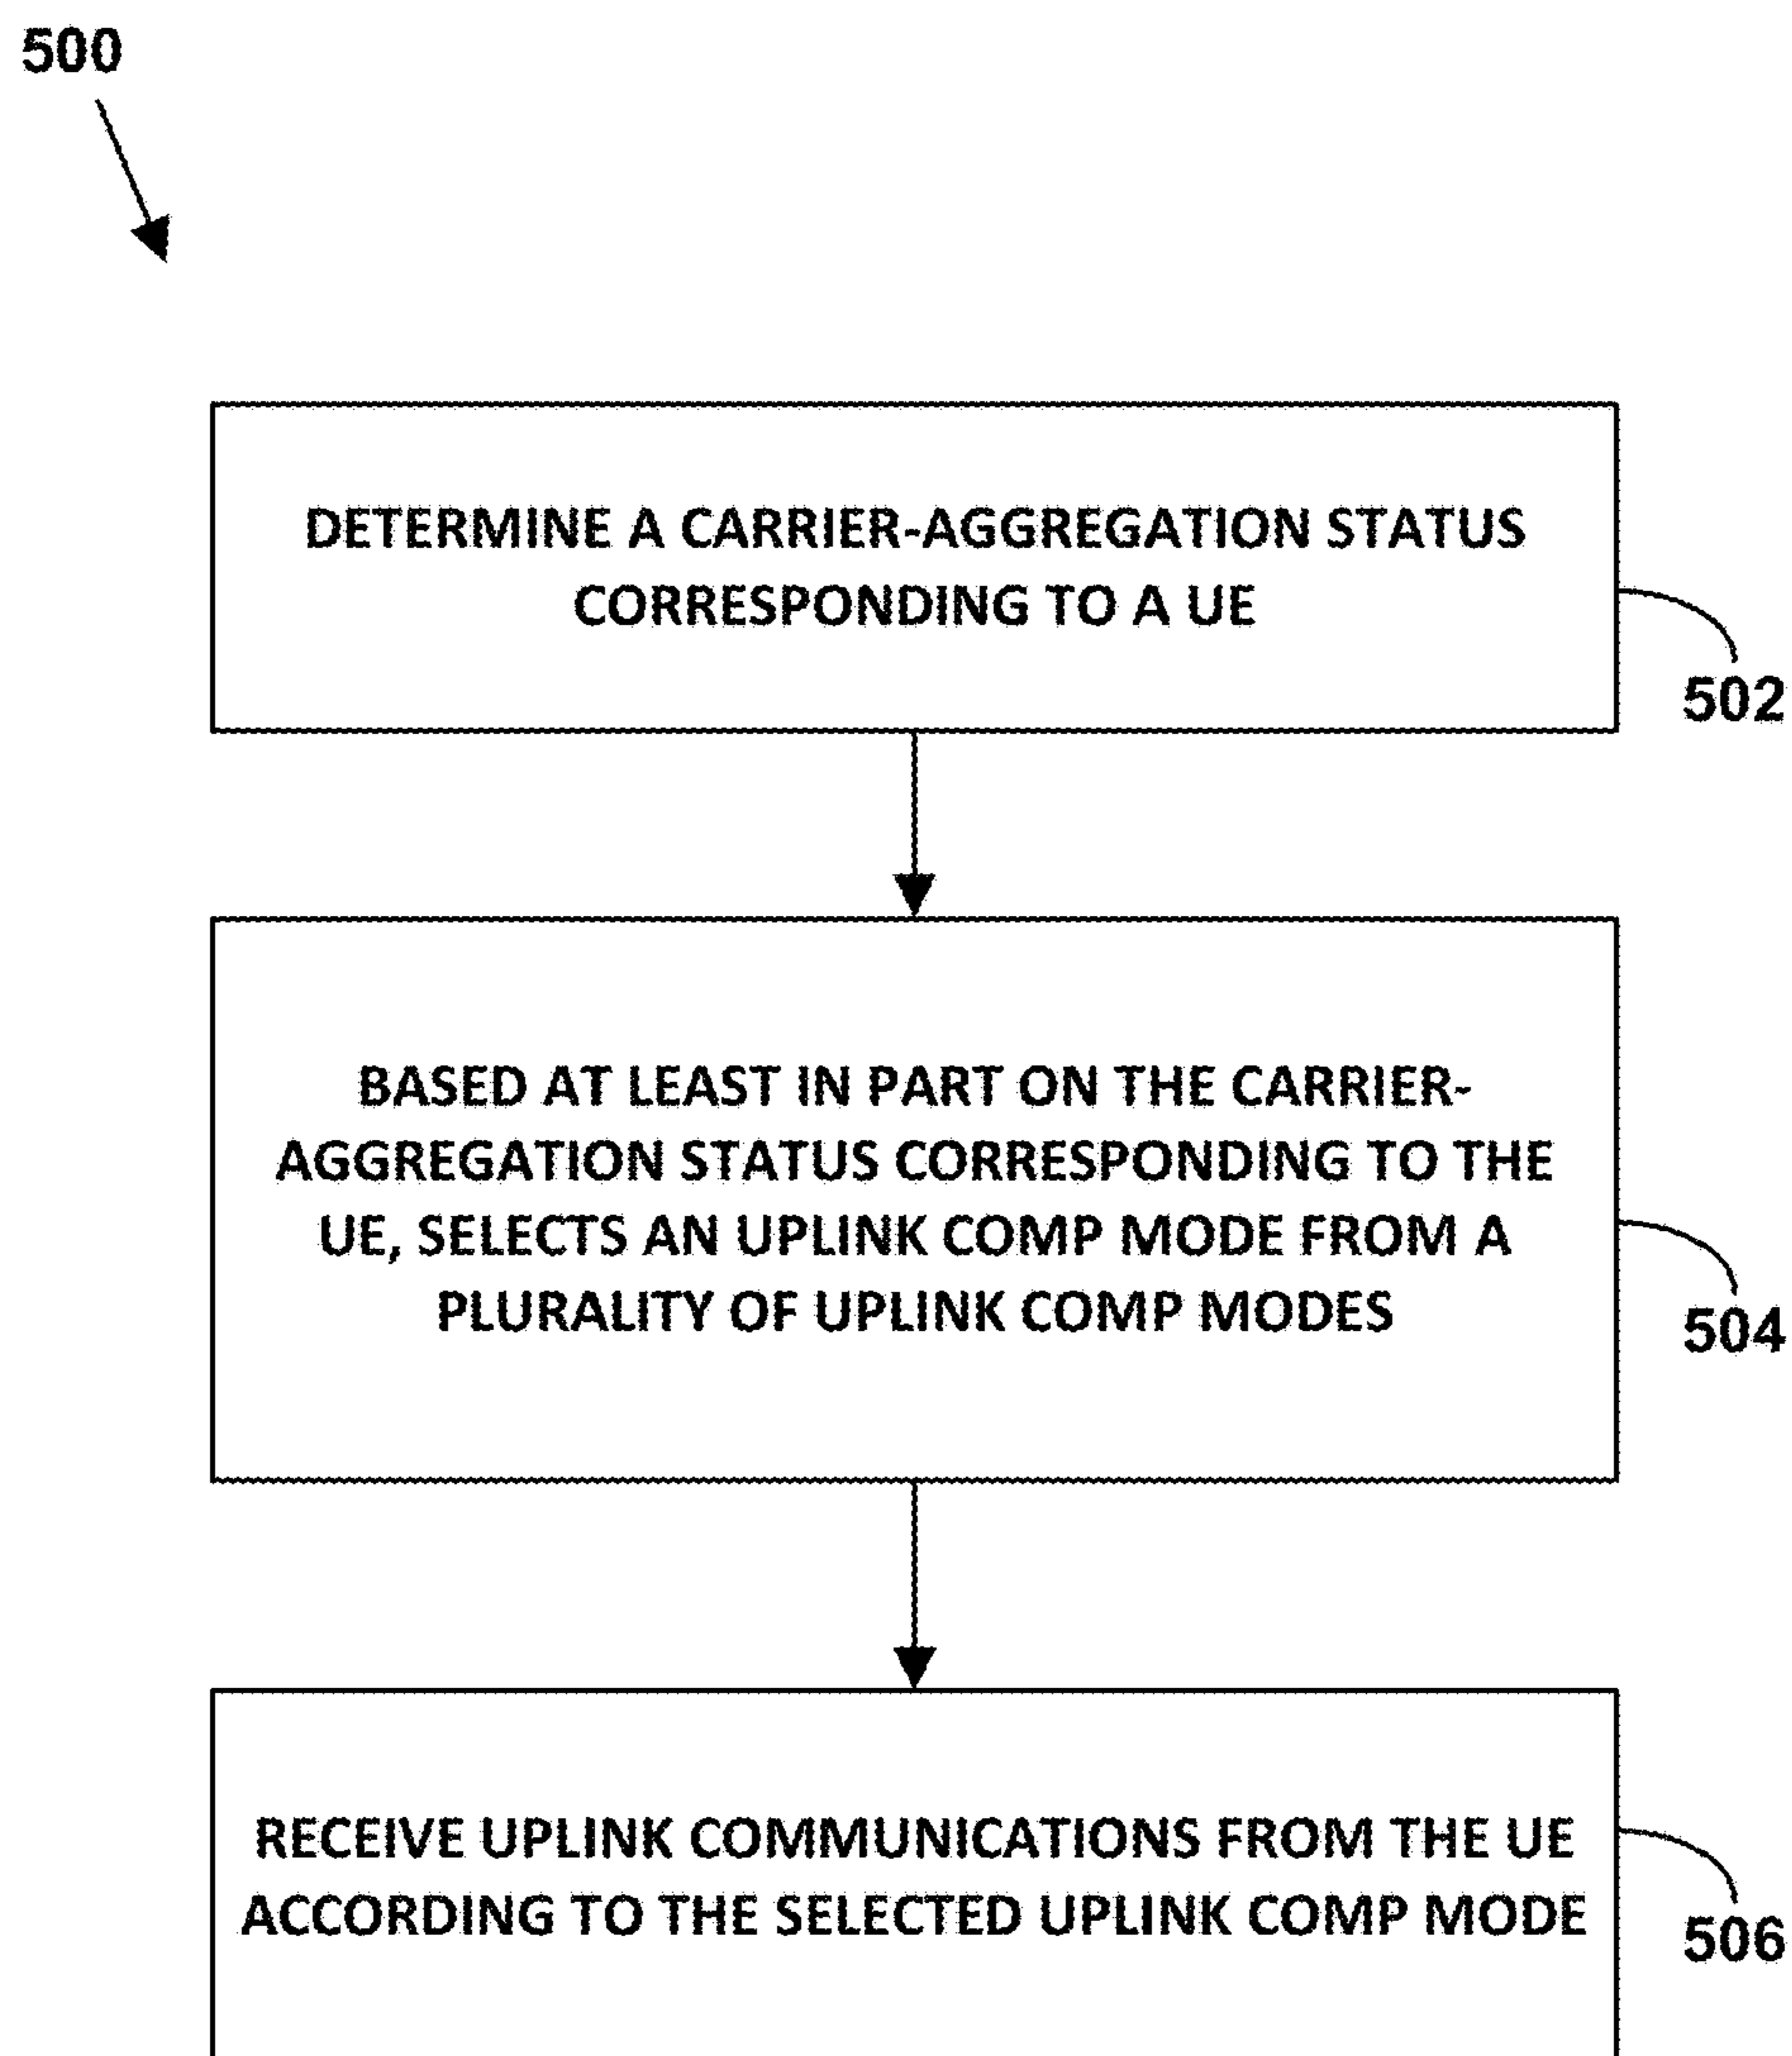 500
DETERMINE A CARRIER-AGGREGATION STATUS
CORRESPONDING TO A UE
502
BASED AT LEAST IN PART ON THE CARRIER-
AGGREGATION STATUS CORRESPONDING TO THE
UE, SELECTS AN UPLINK COMP MODE FROM A
PLURALITY OF UPLINK COMP MODES
504
RECEIVE UPLINK COMMUNICATIONS FROM THE UE
ACCORDING TO THE SELECTED UPLINK COMP MODE
506